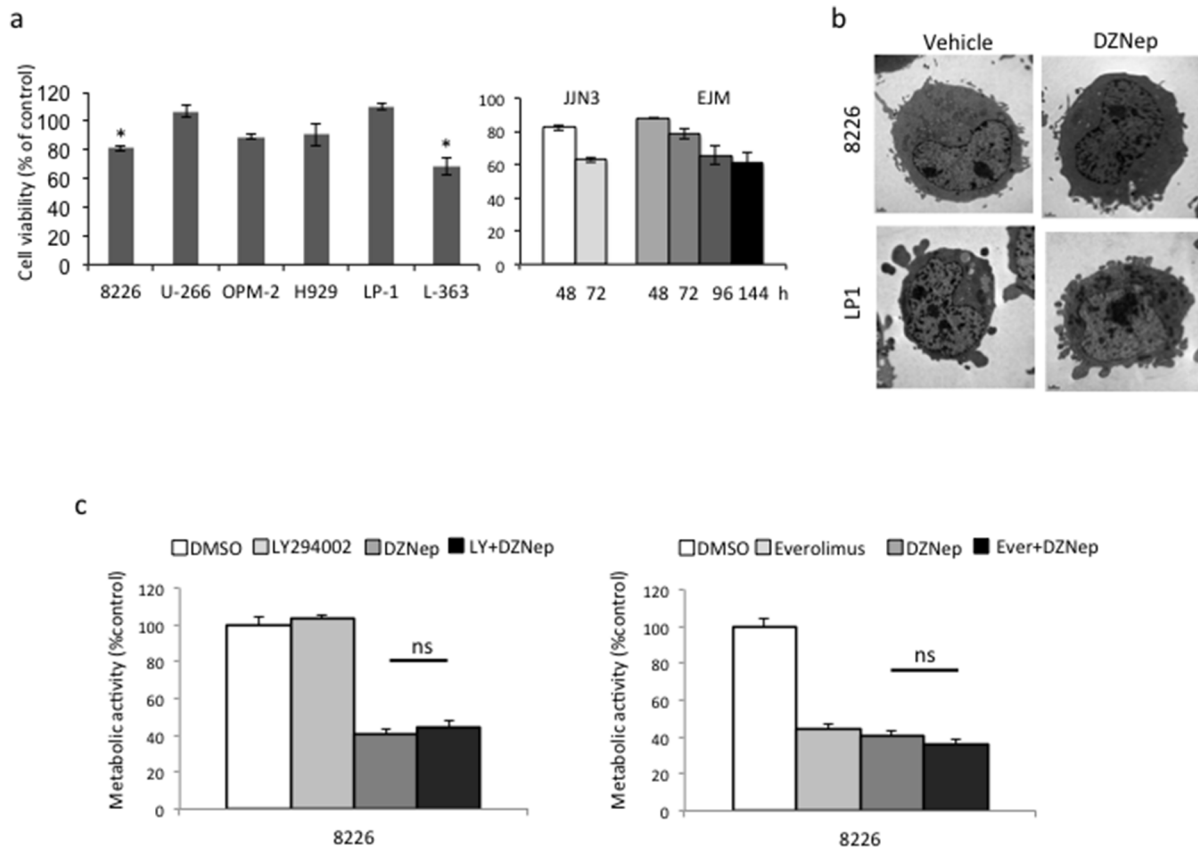 a
Cell viability (% of control)
120
100
80
60
40
20
0
*
*
8226 U-266 OPM-2 H929 LP-1 L-363
100
80
60
40
20
0
JJN3 EJM
48 72 48 72 96 144 h
b
Vehicle DZNep
8226
LP1
c
DMSO LY294002 DZNep LY+DZNep
Metabolic activity (%control)
120
100
80
60
40
20
0
ns
8226
DMSO Everolimus DZNep Ever+DZNep
Metabolic activity (%control)
120
100
80
60
40
20
0
ns
8226